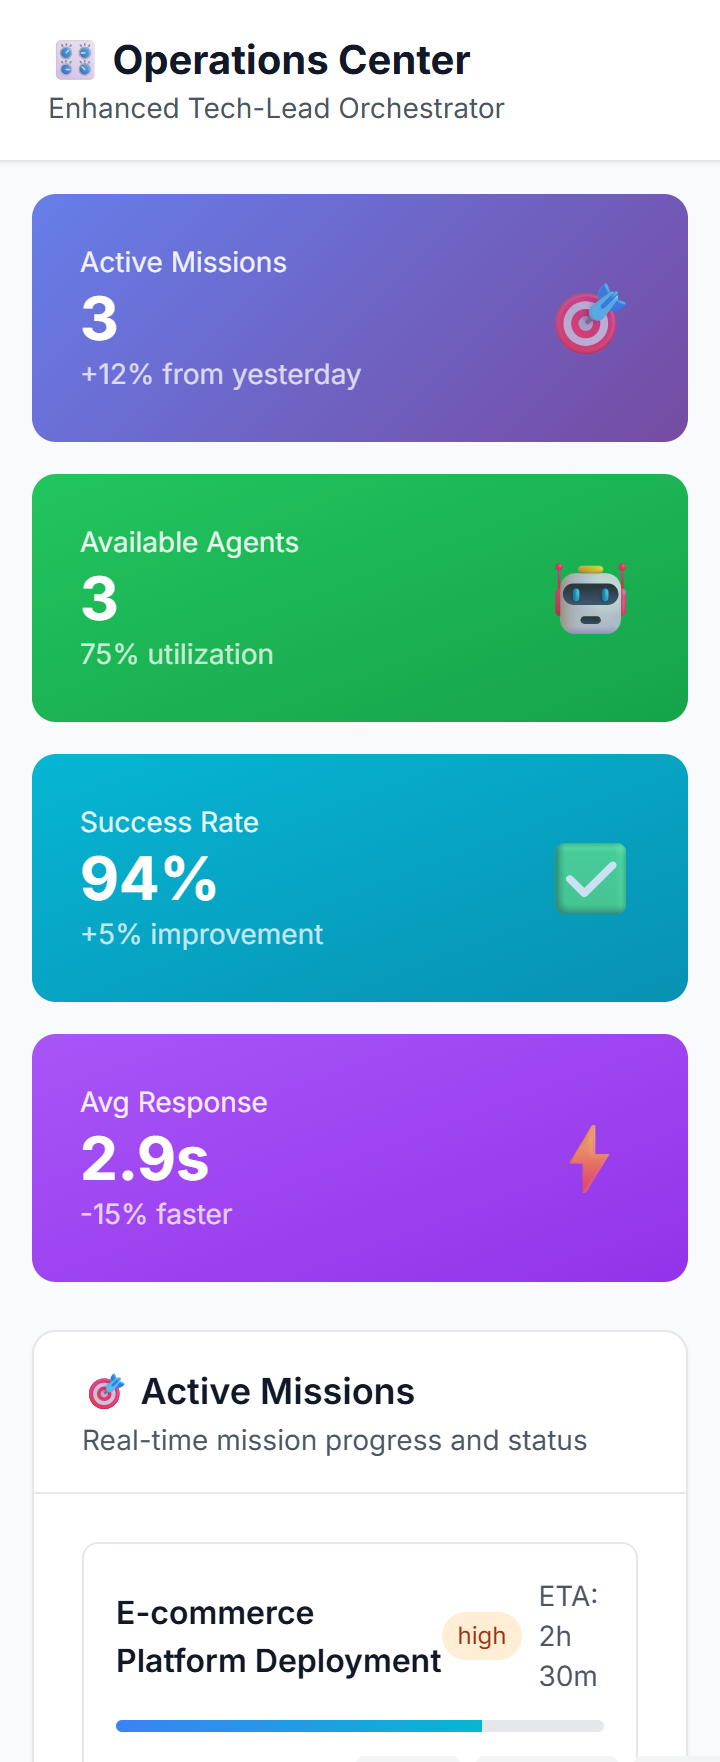 Operations Center
Enhanced Tech-Lead Orchestrator
Active Missions
3
+12% from yesterday
Available Agents
3
75% utilization
Success Rate
94%
+5% improvement
Avg Response
2.9s
-15% faster
Active Missions
Real-time mission progress and status
E-commerce
Platform Deployment
high
ETA:
2h
30m